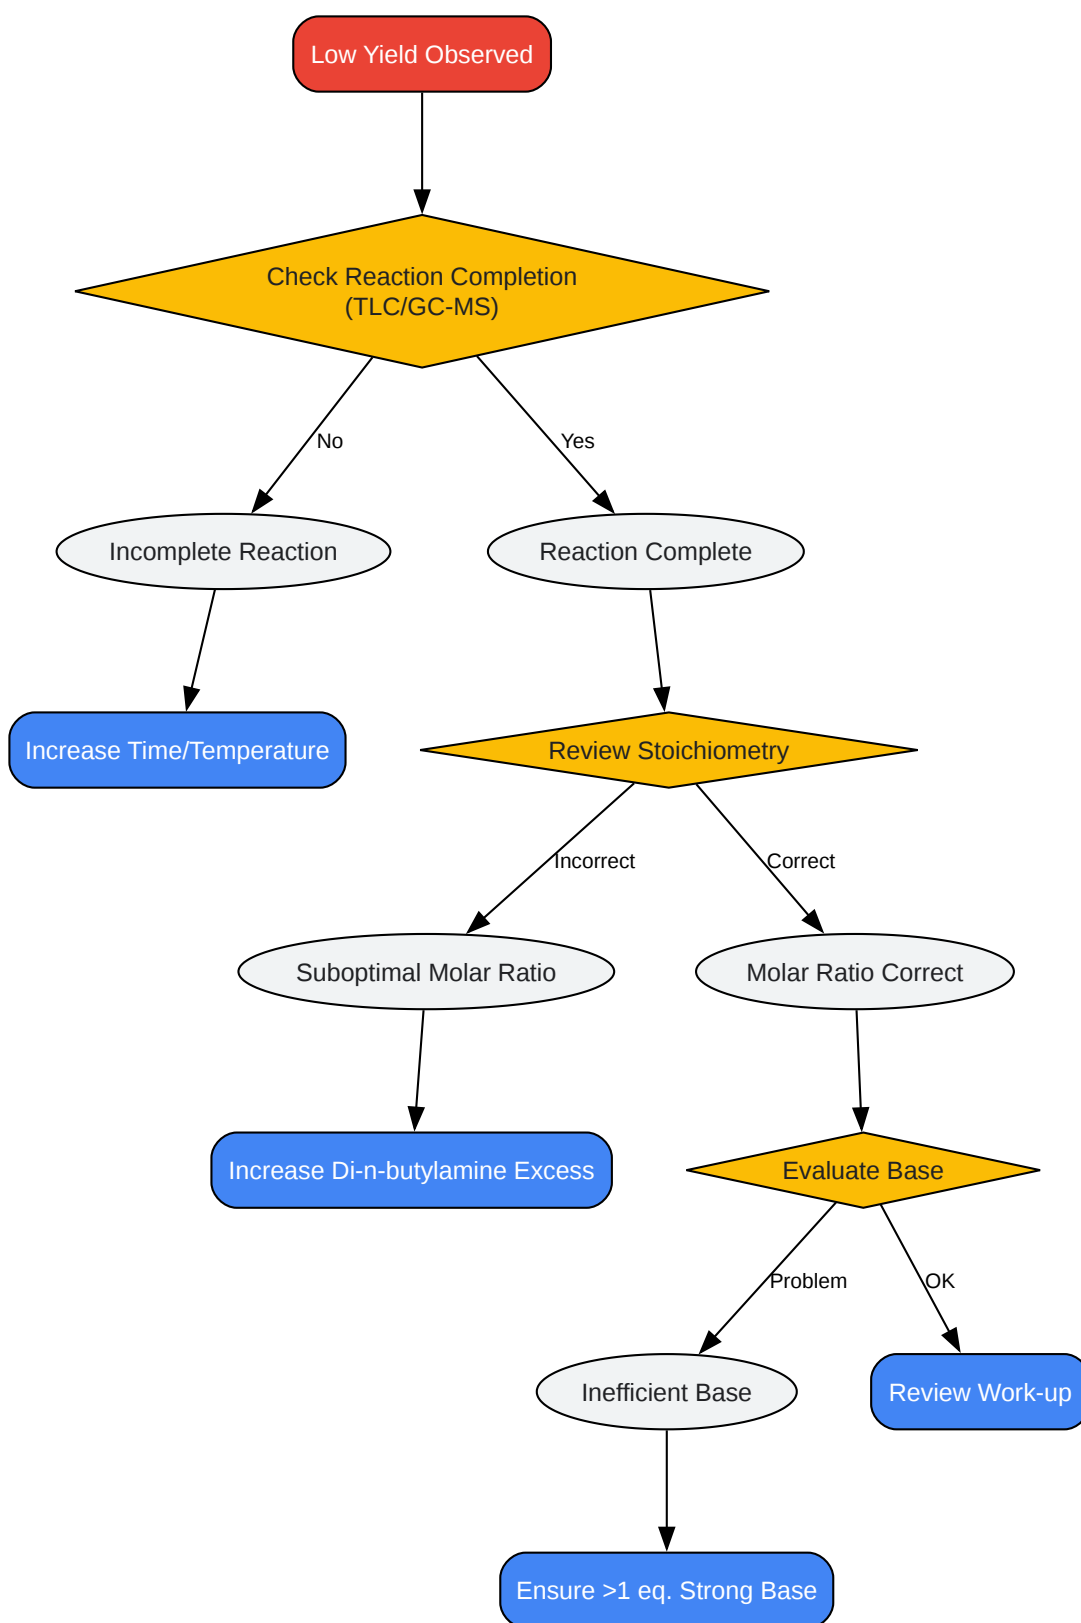 Low Yield Observed
Check Reaction Completion
(TLC/GC-MS)
No
Yes
Incomplete Reaction
Reaction Complete
Increase Time/Temperature
Review Stoichiometry
Incorrect
Correct
Suboptimal Molar Ratio
Molar Ratio Correct
Increase Di-n-butylamine Excess
Evaluate Base
Problem
OK
Inefficient Base
Review Work-up
Ensure >1 eq. Strong Base